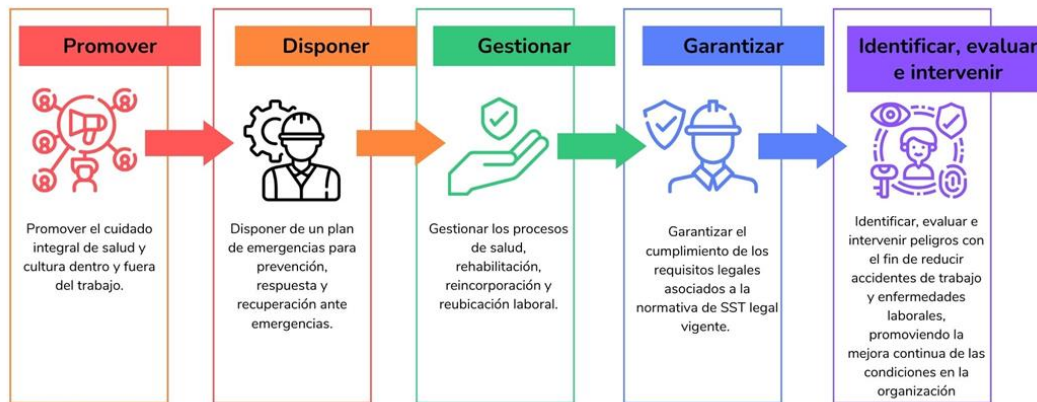 Promover
Promover el cuidado
integral de salud y
cultura dentro y fuera
del trabajo.
Disponer
Disponer de un plan
de emergencias para
prevención,
respuesta y
recuperación ante
emergencias.
Gestionar
Gestionar los procesos
de salud,
rehabilitación,
reincorporación y
reubicación laboral.
Garantizar
Garantizar el
cumplimiento de los
requisitos legales
asociados a la
normativa de SST legal
vigente.
Identificar, evaluar
e intervenir
Identificar, evaluar e
intervenir peligros con
el fin de reducir
accidentes de trabajo
y enfermedades
laborales,
promoviendo la
mejora continua de las
condiciones en la
organización